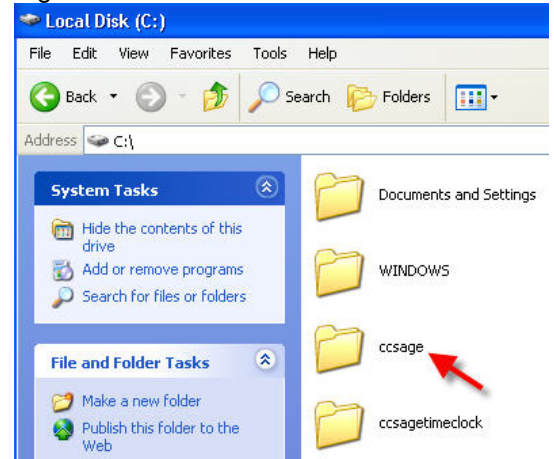 Local Disk (C:)
File Edit View Favorites Tools Help
Back Search Folders
Address C:\
System Tasks
Hide the contents of this
drive
Add or remove programs
Search for files or folders
File and Folder Tasks
Make a new folder
Publish this folder to the
Web
Documents and Settings
WINDOWS
ccsage
ccsagetimeclock